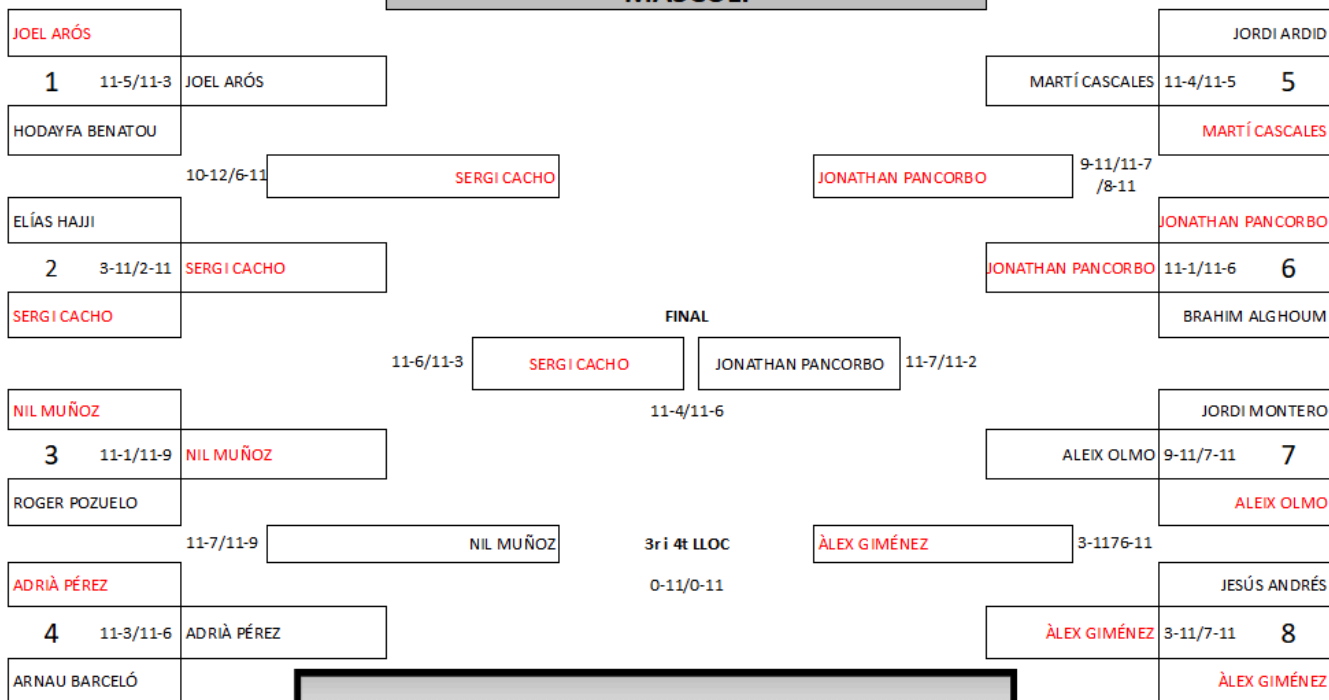 JOEL ARÓS
JORDI ARDID
1 11-5/11-3 JOEL ARÓS
MARTÍ CASCALES 11-4/11-5 5
HODAYFA BENATOU
MARTÍ CASCALES
10-12/6-11 SERGI CACHO
JONATHAN PANCORBO 9-11/11-7
/8-11
ELÍAS HAJJI
JONATHAN PANCORBO
2 3-11/2-11 SERGI CACHO
JONATHAN PANCORBO 11-1/11-6 6
SERGI CACHO
FINAL
BRAHIM ALGHOUM
11-6/11-3 SERGI CACHO
JONATHAN PANCORBO 11-7/11-2
11-4/11-6
NIL MUÑOZ
JORDI MONTERO
3 11-1/11-9 NIL MUÑOZ
ALEIX OLMO 9-11/7-11 7
ROGER POZUELO
ALEIX OLMO
11-7/11-9 NIL MUÑOZ
3r i 4t LLOC
ÀLEX GIMÉNEZ 3-1176-11
0-11/0-11
ADRIÀ PÉREZ
JESÚS ANDRÉS
4 11-3/11-6 ADRIÀ PÉREZ
ÀLEX GIMÉNEZ 3-11/7-11 8
ARNAU BARCELÓ
ÀLEX GIMÉNEZ